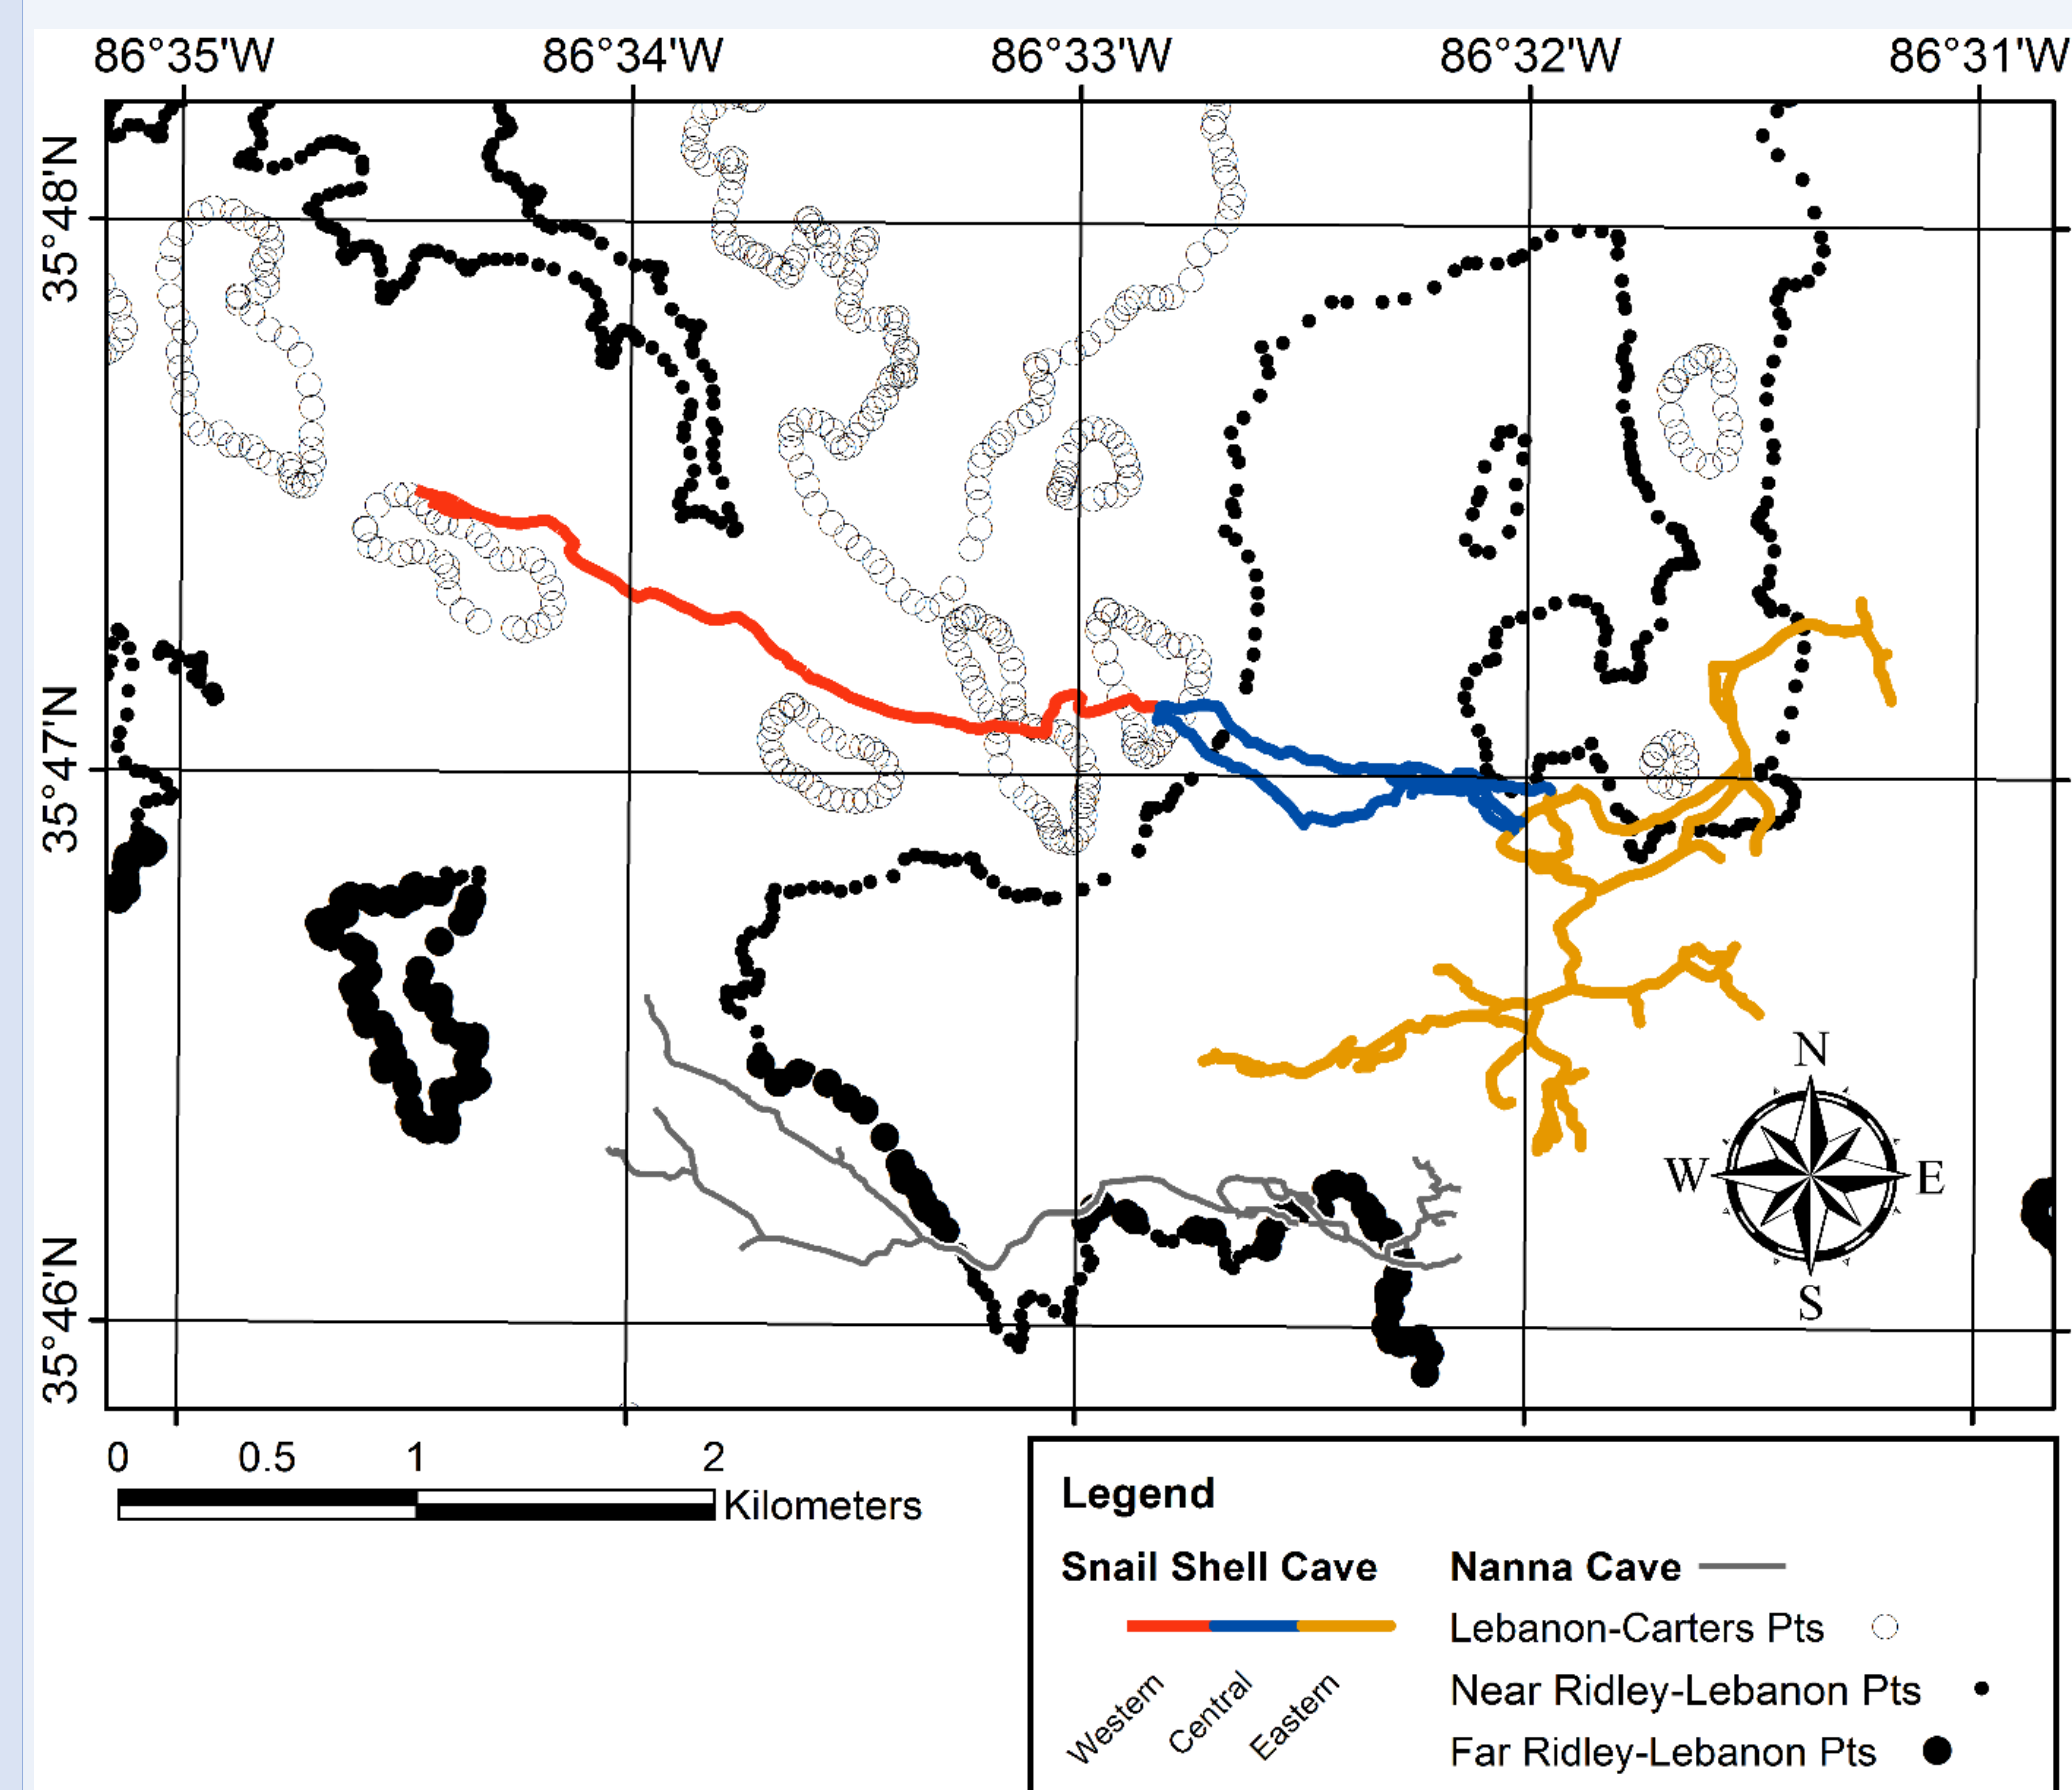 86°35'W 86°34'W 86°33'W 86°32'W 86°31'W
35°48'N
35°47'N
35°46'N
N
W E
S
0 0.5 1 2
Kilometers
Legend
Snail Shell Cave
Western
Central
Eastern
Nanna Cave
Lebanon-Carters Pts
Near Ridley-Lebanon Pts
Far Ridley-Lebanon Pts